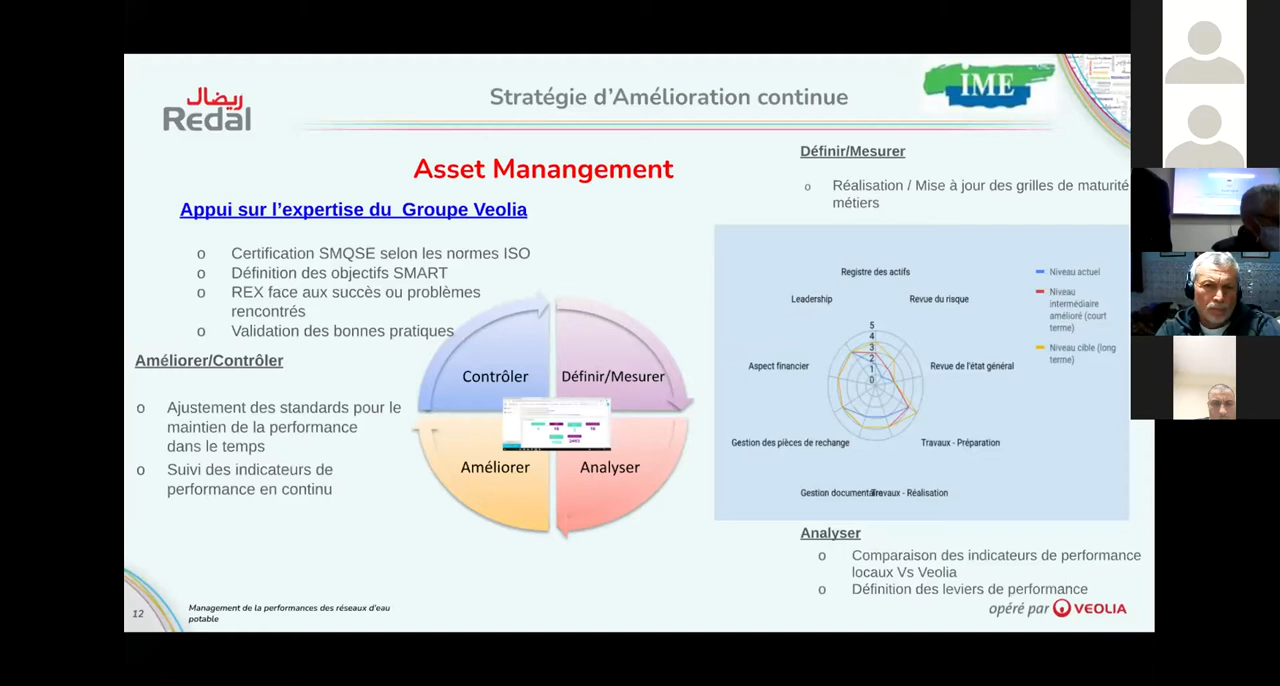 ريضال
Redal
Stratégie d’Amélioration continue
iME
Asset Manangement
Appui sur l’expertise du Groupe Veolia
o Certification SMQSE selon les normes ISO
o Définition des objectifs SMART
o REX face aux succès ou problèmes
rencontrés
o Validation des bonnes pratiques
Améliorer/Contrôler
o Ajustement des standards pour le
maintien de la performance
dans le temps
o Suivi des indicateurs de
performance en continu
Contrôler
Définir/Mesurer
Améliorer
Analyser
Définir/Mesurer
o Réalisation / Mise à jour des grilles de maturité
métiers
Registre des actifs
Leadership
Revue du risque
Aspect financier
Revue de l'état général
Gestion des pièces de rechange
Travaux - Préparation
Gestion documentaire
Travaux - Réalisation
5
4
3
2
1
0
Niveau actuel
Niveau
intermédiaire
amélioré (court
terme)
Niveau cible (long
terme)
Analyser
o Comparaison des indicateurs de performance
locaux Vs Veolia
o Définition des leviers de performance
12
Management de la performances des réseaux d'eau
potable
opéré par VEOLIA